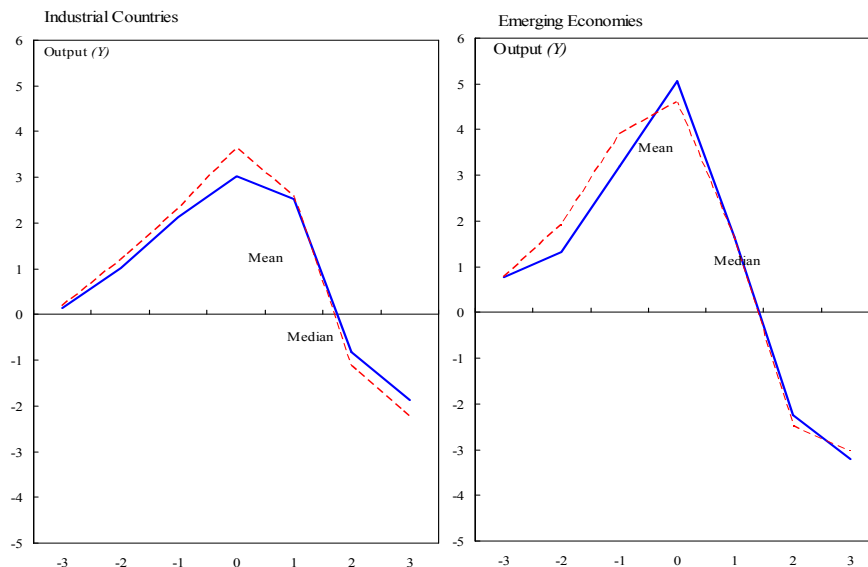 Industrial Countries
Output (Y)
6
5
4
3
2
1
0
-1
-2
-3
-4
-5
Mean
Median
-3 -2 -1 0 1 2 3
Emerging Economies
Output (Y)
6
5
4
3
2
1
0
-1
-2
-3
-4
-5
Mean
Median
-3 -2 -1 0 1 2 3